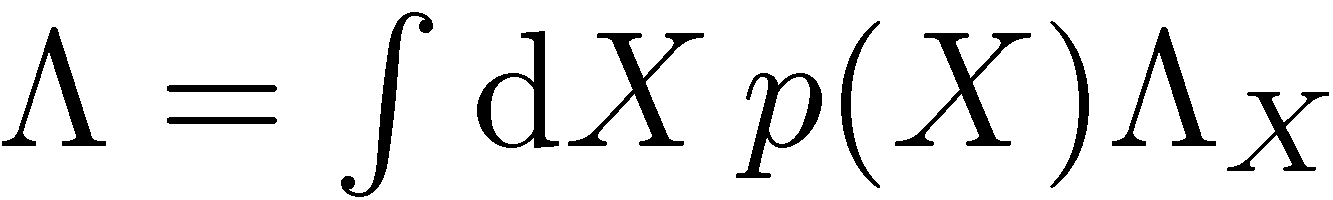 Λ = ∫ dX p(X)Λ_X